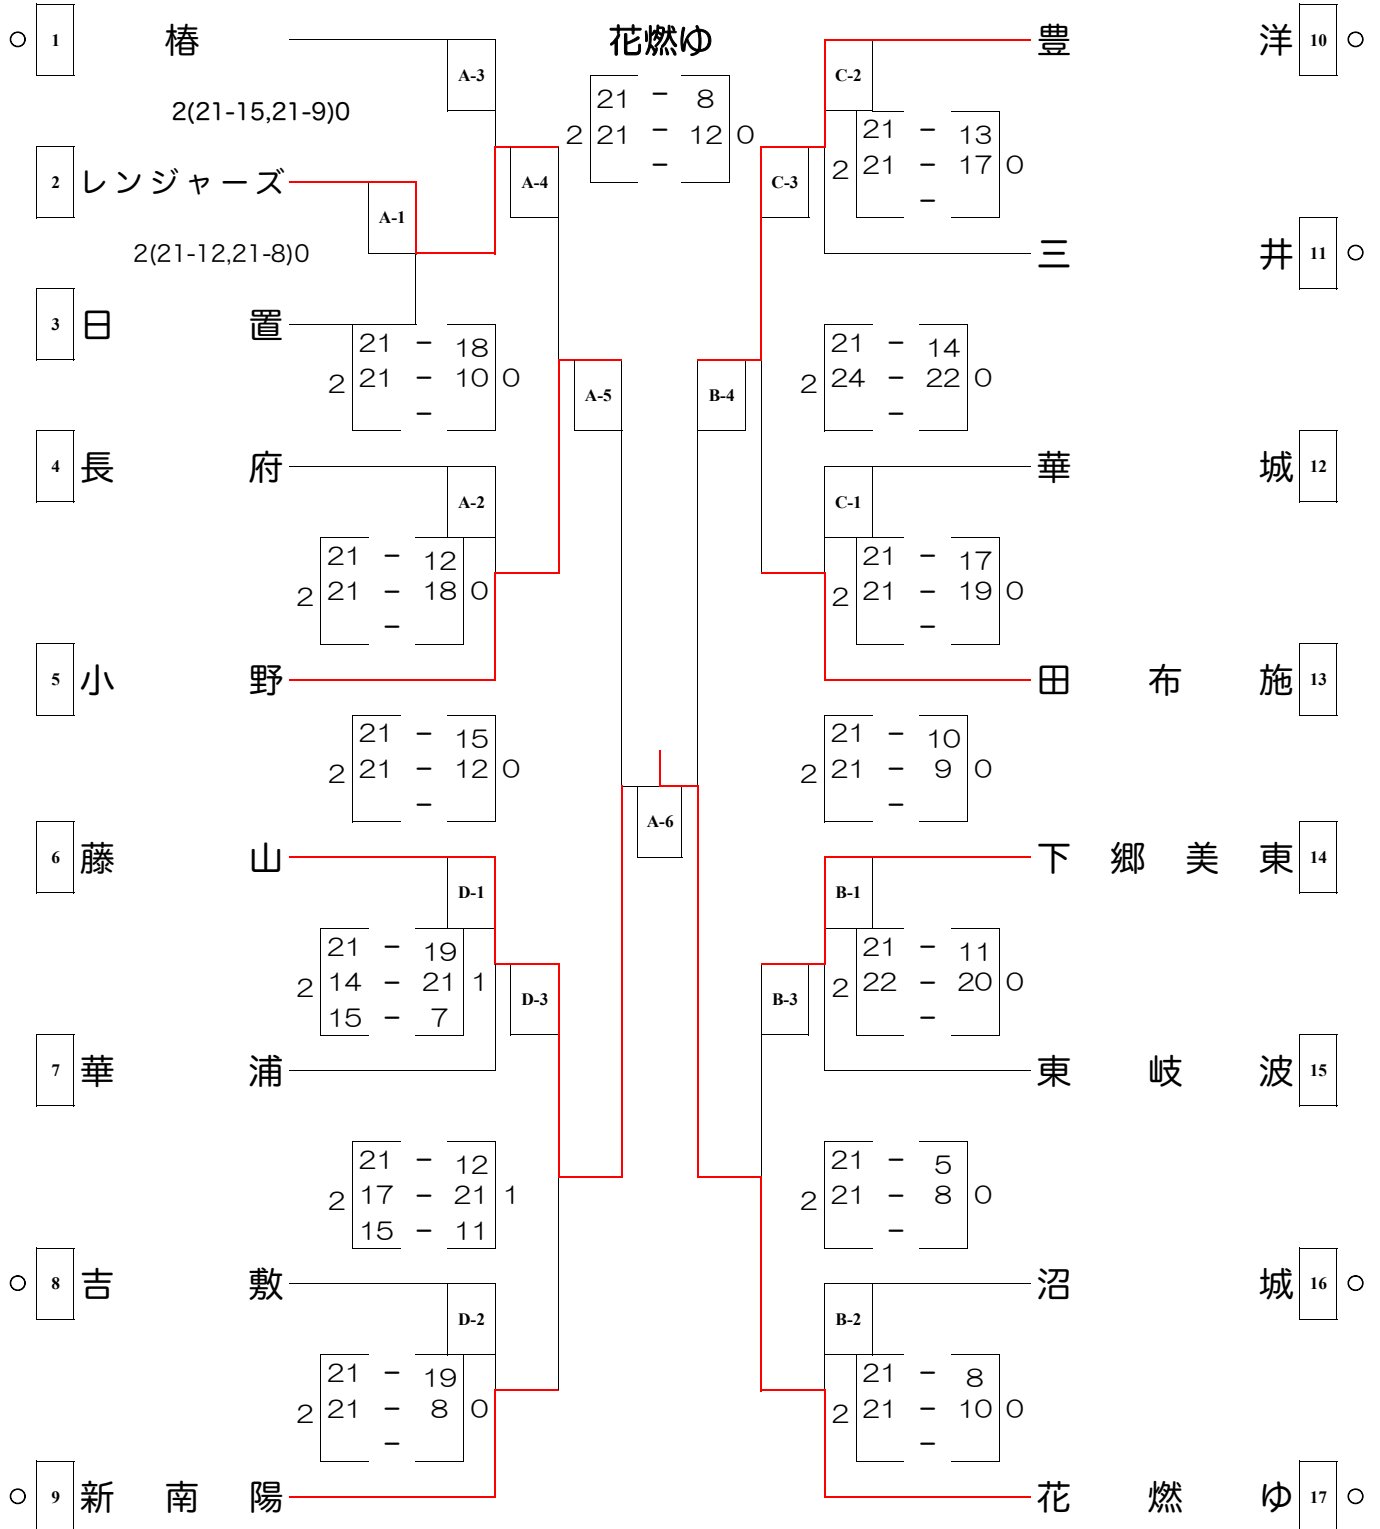 ○ 1 椿 花燃ゆ 豊洋 10 ○
A-3 C-2
2(21-15,21-9)0
21 - 8
2 21 - 12 0
-
21 - 13
2 21 - 17 0
-
2 レンジャーズ A-4 C-3
A-1
2(21-12,21-8)0
三井 11 ○
3 日置
21 - 18
2 21 - 10 0
-
21 - 14
2 24 - 22 0
-
A-5 B-4
4 長府 華城 12
A-2 C-1
21 - 12
2 21 - 18 0
-
21 - 17
2 21 - 19 0
-
5 小野 田布施 13
21 - 15
2 21 - 12 0
-
21 - 10
2 21 - 9 0
-
A-6
6 藤山 下郷美東 14
D-1 B-1
21 - 19
2 14 - 21 1
15 - 7
21 - 11
2 22 - 20 0
-
D-3 B-3
7 華浦 東岐波 15
21 - 12
2 17 - 21 1
15 - 11
21 - 5
2 21 - 8 0
-
○ 8 吉敷 沼城 16 ○
D-2 B-2
21 - 19
2 21 - 8 0
-
21 - 8
2 21 - 10 0
-
○ 9 新南陽 花燃ゆ 17 ○